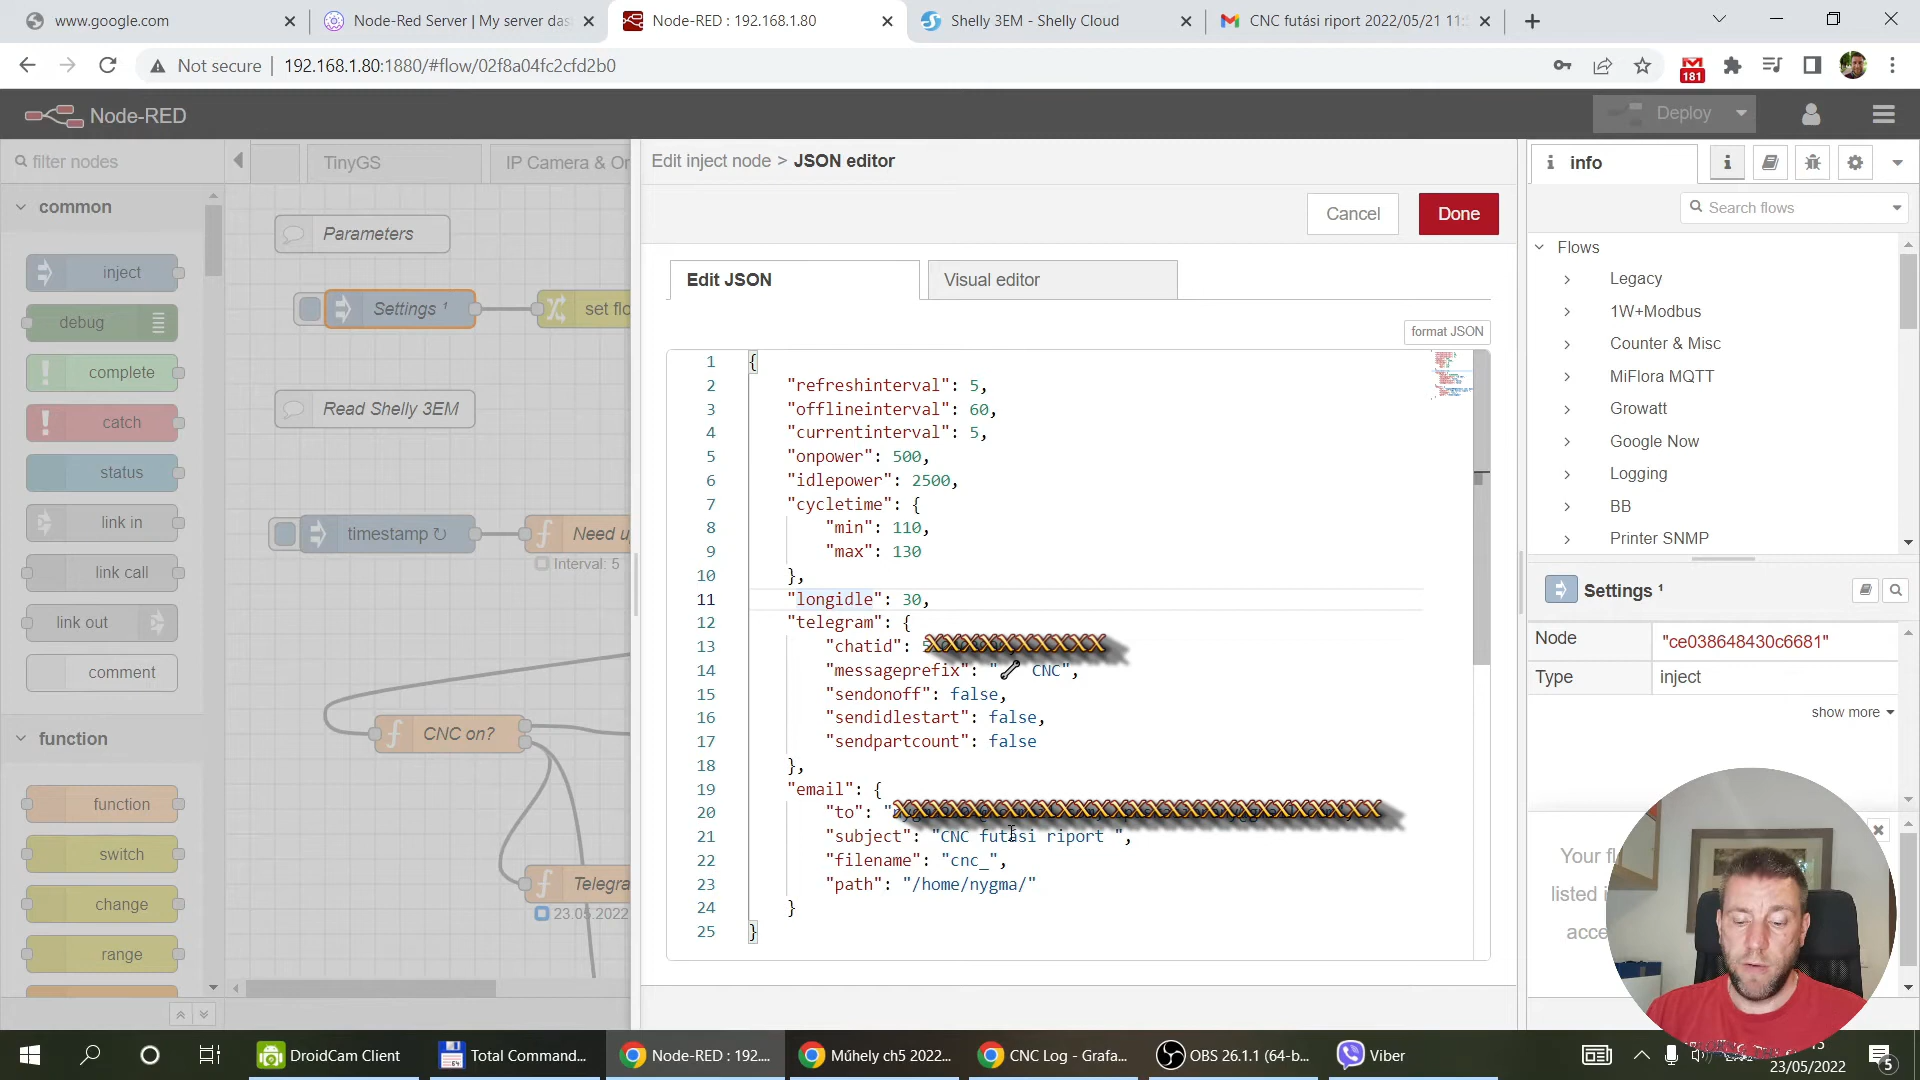 www.google.com
Node-Red Server | My server das
Node-RED : 192.168.1.80
Shelly 3EM - Shelly Cloud
CNC futási riport 2022/05/21 11:5
Not secure
192.168.1.80:1880/#flow/02f8a04fc2cfd2b0
181
Node-RED
Deploy
filter nodes
TinyGS
IP Camera & On
Edit inject node > JSON editor
info
common
Parameters
Cancel
Done
Search flows
inject
Settings ¹
set flo
Edit JSON
Visual editor
Flows
Legacy
debug
format JSON
1W+Modbus
complete
Counter & Misc
catch
Read Shelly 3EM
MiFlora MQTT
status
Growatt
link in
timestamp ↻
Need u
Google Now
link call
Interval: 5
Logging
link out
BB
comment
Printer SNMP
function
CNC on?
1 {
2 "refreshinterval": 5,
3 "offlineinterval": 60,
4 "currentinterval": 5,
5 "onpower": 500,
6 "idlepower": 2500,
7 "cycletime": {
8 "min": 110,
9 "max": 130
10 },
11 "longidle": 30,
12 "telegram": {
13 "chatid":
14 "messageprefix": "🦴 CNC",
15 "sendonoff": false,
16 "sendidlestart": false,
17 "sendpartcount": false
18 },
19 "email": {
20 "to": "
21 "subject": "CNC futási riport ",
22 "filename": "cnc_",
23 "path": "/home/nygma/"
24 }
25 }
Settings ¹
Node "ce038648430c6681"
Type inject
show more
function
switch
change
range
Telegra
23.05.2022
Your fl
listed i
acce
DroidCam Client
Total Command...
Node-RED : 192....
Műhely ch5 2022...
CNC Log - Grafa...
OBS 26.1.1 (64-b...
Viber
23/05/2022
5